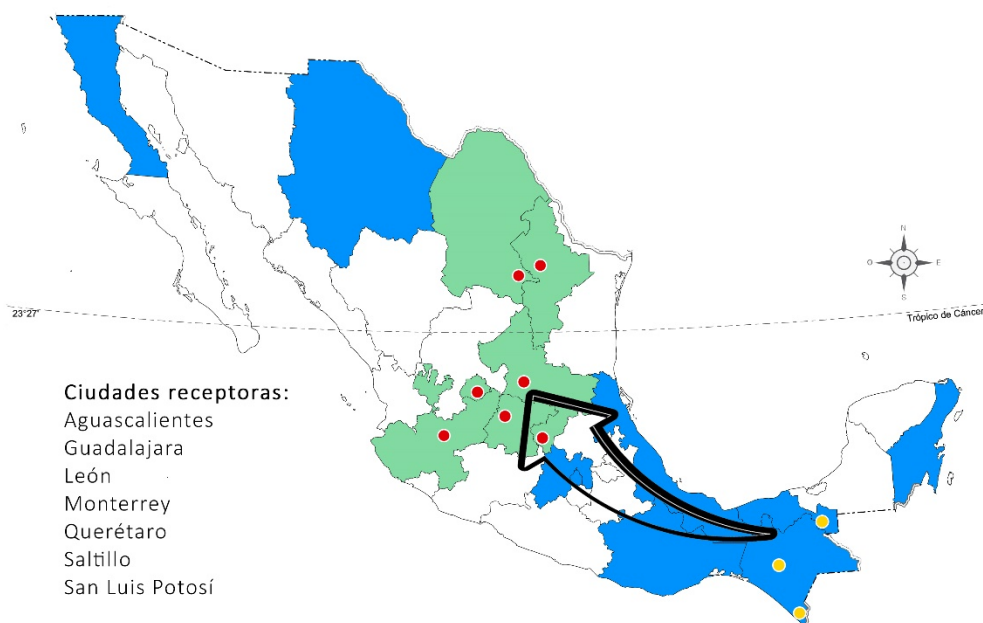 N
O
E
S
23°27'
Trópico de Cáncer
Ciudades receptoras:
Aguascalientes
Guadalajara
León
Monterrey
Querétaro
Saltillo
San Luis Potosí